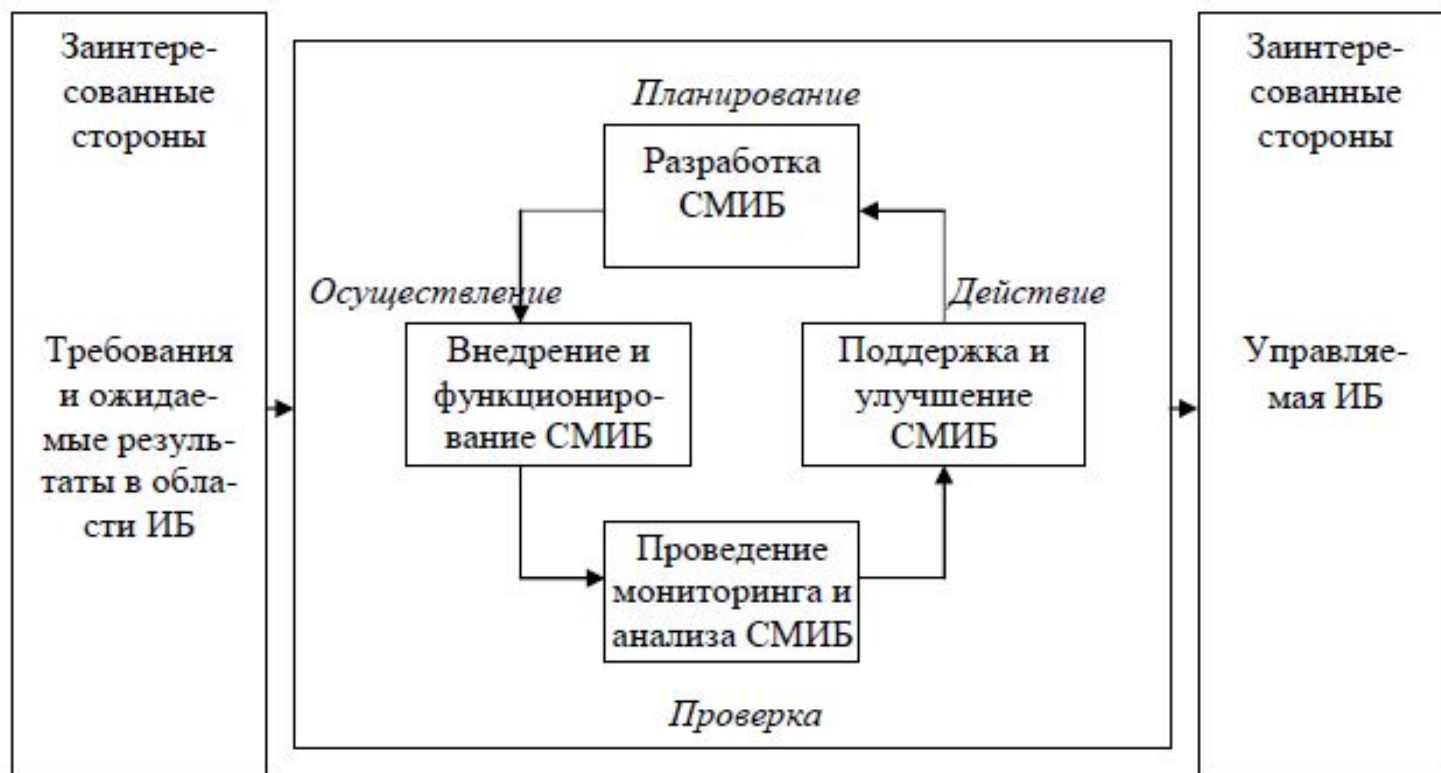 Заинтере-
сованные
стороны
Требования
и ожидае-
мые резуль-
таты в обла-
сти ИБ
Планирование
Разработка
СМИБ
Осуществление
Действие
Внедрение и
функциониро-
вание СМИБ
Поддержка и
улучшение
СМИБ
Проведение
мониторинга и
анализа СМИБ
Проверка
Заинтере-
сованные
стороны
Управляе-
мая ИБ